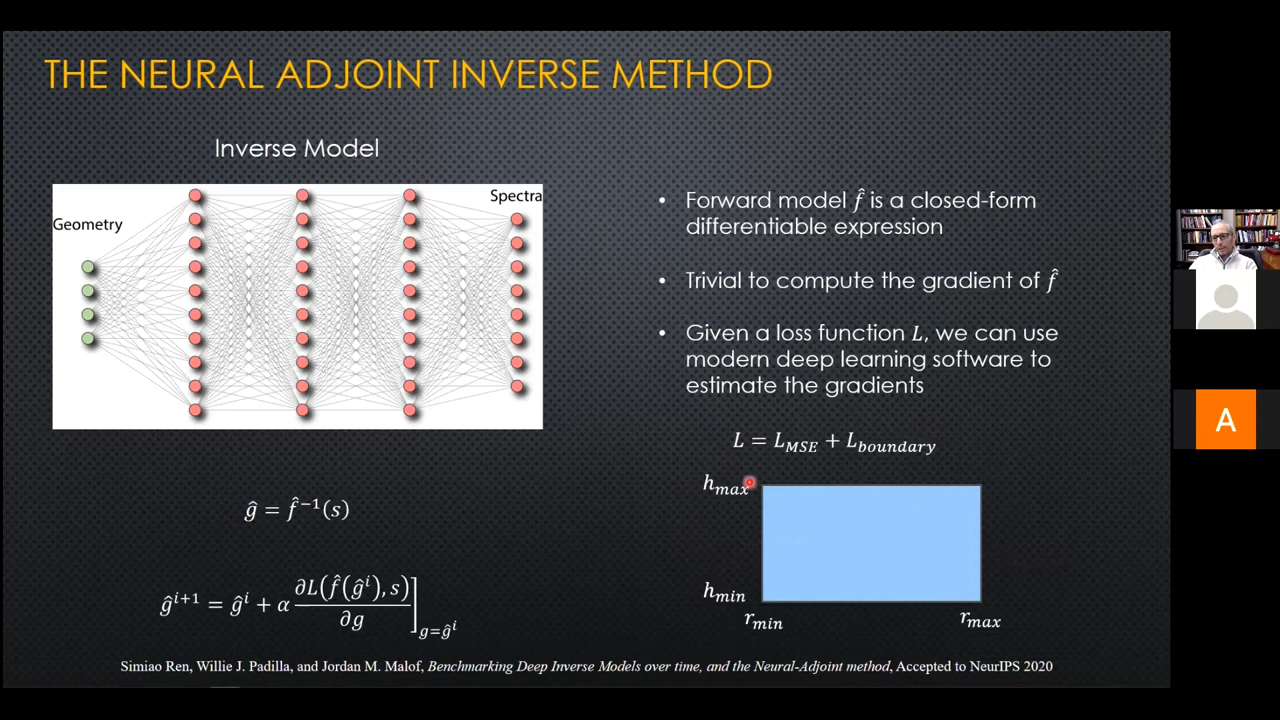 THE NEURAL ADJOINT INVERSE METHOD
Inverse Model
Geometry
Spectra
• Forward model f̂ is a closed-form
differentiable expression
• Trivial to compute the gradient of f̂
• Given a loss function L, we can use
modern deep learning software to
estimate the gradients
L = L_MSE + L_boundary
h_max
h_min
r_min
r_max
ĝ = f̂⁻¹(s)
ĝ^{i+1} = ĝ^i + α ∂L(f̂(ĝ^i), s)/∂g ]_{g=ĝ^i}
Simiao Ren, Willie J. Padilla, and Jordan M. Malof, Benchmarking Deep Inverse Models over time, and the Neural-Adjoint method, Accepted to NeurIPS 2020
A